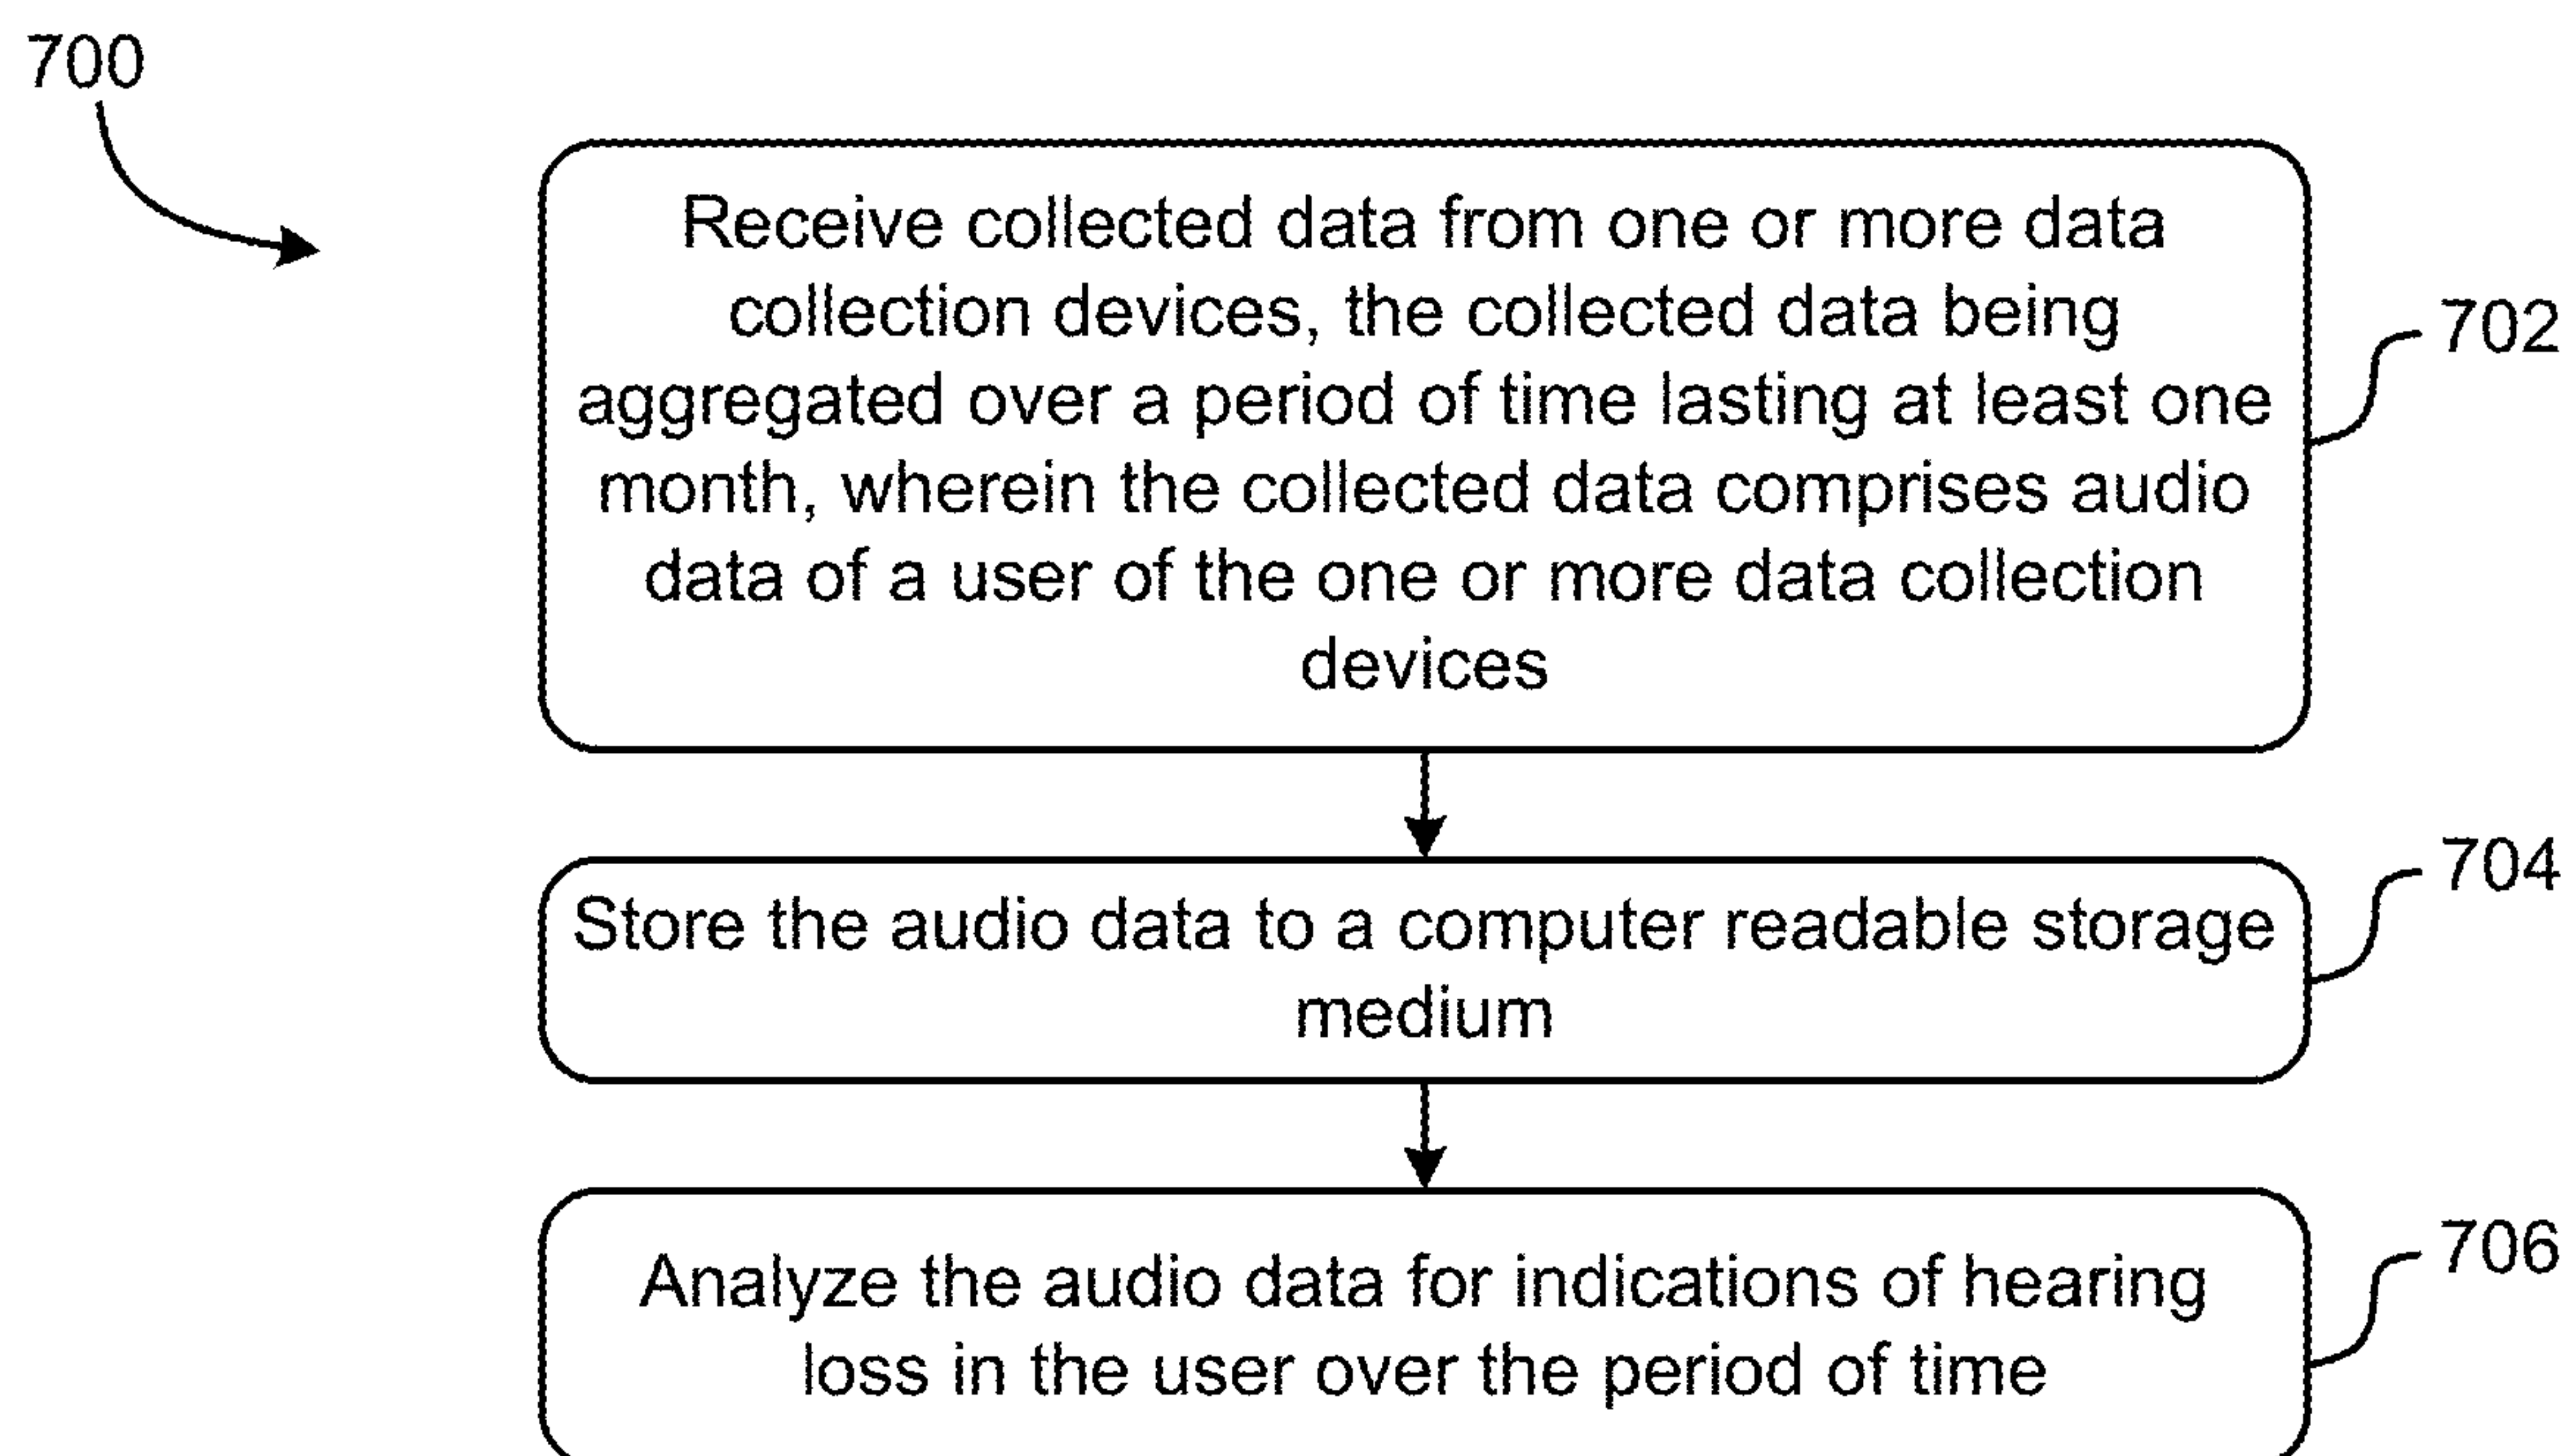 700
Receive collected data from one or more data
collection devices, the collected data being
aggregated over a period of time lasting at least one
month, wherein the collected data comprises audio
data of a user of the one or more data collection
devices
702
Store the audio data to a computer readable storage
medium
704
Analyze the audio data for indications of hearing
loss in the user over the period of time
706